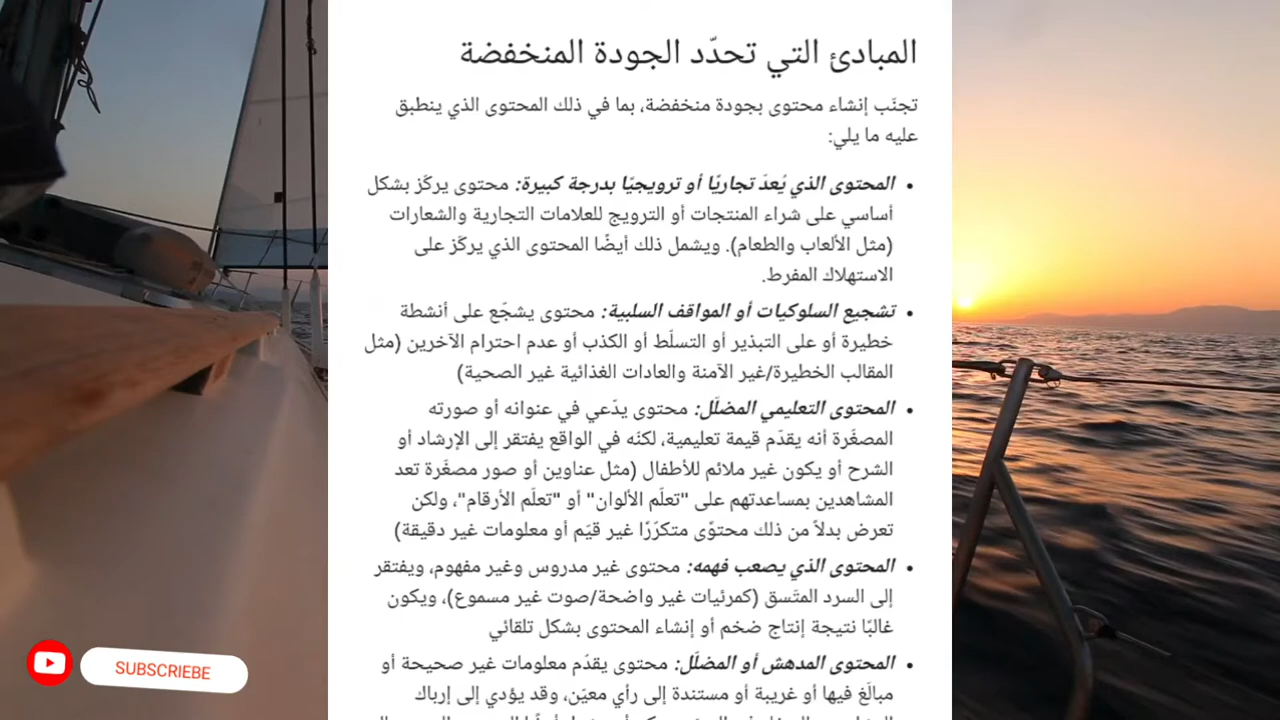 المبادئ التي تحدّد الجودة المنخفضة
تجنّب إنشاء محتوى بجودة منخفضة، بما في ذلك المحتوى الذي ينطبق
عليه ما يلي:
• المحتوى الذي يُعدّ تجاريًا أو ترويجيًا بدرجة كبيرة: محتوى يركّز بشكل
أساسي على شراء المنتجات أو الترويج للعلامات التجارية والشعارات
(مثل الألعاب والطعام). ويشمل ذلك أيضًا المحتوى الذي يركّز على
الاستهلاك المفرط.
• تشجيع السلوكيات أو المواقف السلبية: محتوى يشجّع على أنشطة
خطيرة أو على التبذير أو التسلّط أو الكذب أو عدم احترام الآخرين (مثل
المقالب الخطيرة/غير الآمنة والعادات الغذائية غير الصحية)
• المحتوى التعليمي المضلّل: محتوى يدّعي في عنوانه أو صورته
المصغّرة أنه يقدّم قيمة تعليمية، لكنّه في الواقع يفتقر إلى الإرشاد أو
الشرح أو يكون غير ملائم للأطفال (مثل عناوين أو صور مصغّرة تعد
المشاهدين بمساعدتهم على "تعلّم الألوان" أو "تعلّم الأرقام"، ولكن
تعرض بدلاً من ذلك محتوًى متكرّرًا غير قيّم أو معلومات غير دقيقة)
• المحتوى الذي يصعب فهمه: محتوى غير مدروس وغير مفهوم، ويفتقر
إلى السرد المتّسق (كمرئيات غير واضحة/صوت غير مسموع)، ويكون
غالبًا نتيجة إنتاج ضخم أو إنشاء المحتوى بشكل تلقائي
• المحتوى المدهش أو المضلّل: محتوى يقدّم معلومات غير صحيحة أو
مبالَغ فيها أو غريبة أو مستندة إلى رأي معيّن، وقد يؤدي إلى إرباك
SUBSCRIEBE